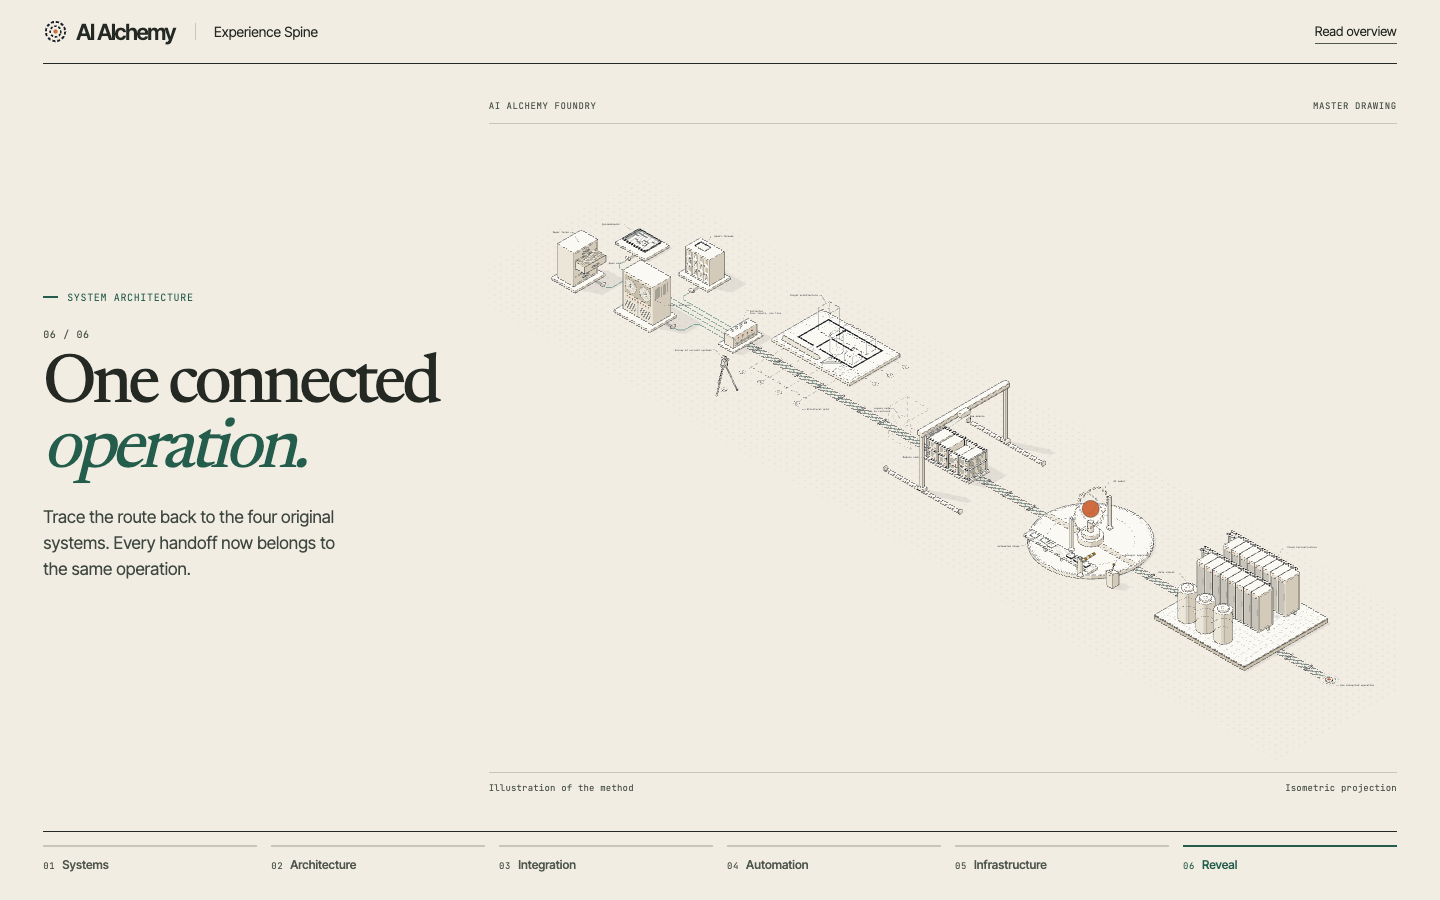 AI Alchemy
Experience Spine
Read overview
AI ALCHEMY FOUNDRY
MASTER DRAWING
SYSTEM ARCHITECTURE
06 / 06
One connected
operation.
Trace the route back to the four original
systems. Every handoff now belongs to
the same operation.
Illustration of the method
Isometric projection
01 Systems
02 Architecture
03 Integration
04 Automation
05 Infrastructure
06 Reveal